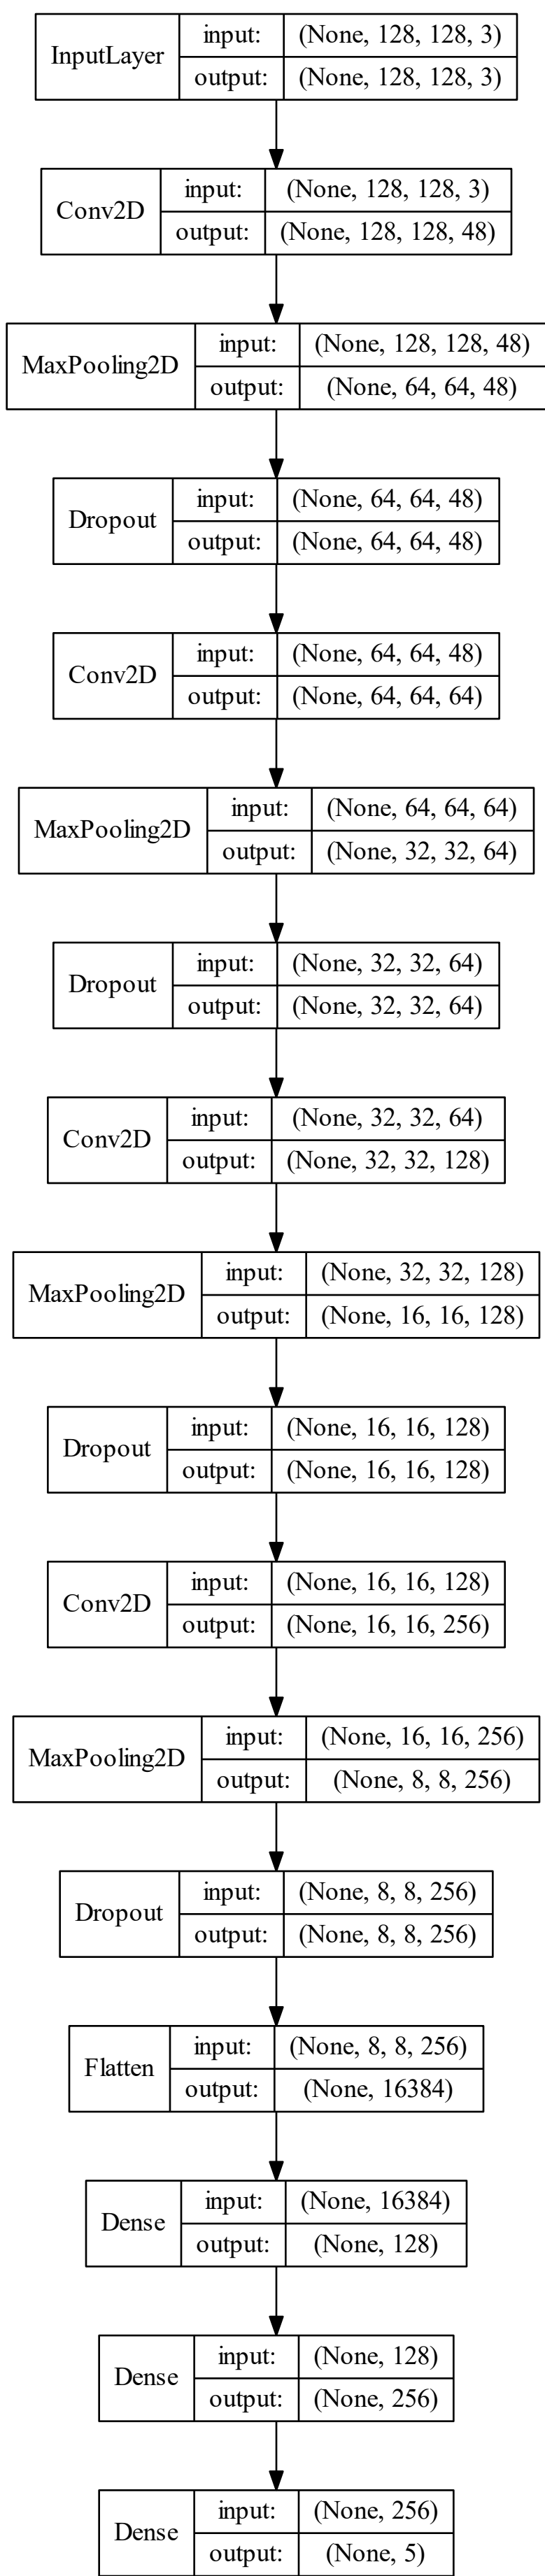 InputLayer
input: (None, 128, 128, 3)
output: (None, 128, 128, 3)
Conv2D
input: (None, 128, 128, 3)
output: (None, 128, 128, 48)
MaxPooling2D
input: (None, 128, 128, 48)
output: (None, 64, 64, 48)
Dropout
input: (None, 64, 64, 48)
output: (None, 64, 64, 48)
Conv2D
input: (None, 64, 64, 48)
output: (None, 64, 64, 64)
MaxPooling2D
input: (None, 64, 64, 64)
output: (None, 32, 32, 64)
Dropout
input: (None, 32, 32, 64)
output: (None, 32, 32, 64)
Conv2D
input: (None, 32, 32, 64)
output: (None, 32, 32, 128)
MaxPooling2D
input: (None, 32, 32, 128)
output: (None, 16, 16, 128)
Dropout
input: (None, 16, 16, 128)
output: (None, 16, 16, 128)
Conv2D
input: (None, 16, 16, 128)
output: (None, 16, 16, 256)
MaxPooling2D
input: (None, 16, 16, 256)
output: (None, 8, 8, 256)
Dropout
input: (None, 8, 8, 256)
output: (None, 8, 8, 256)
Flatten
input: (None, 8, 8, 256)
output: (None, 16384)
Dense
input: (None, 16384)
output: (None, 128)
Dense
input: (None, 128)
output: (None, 256)
Dense
input: (None, 256)
output: (None, 5)